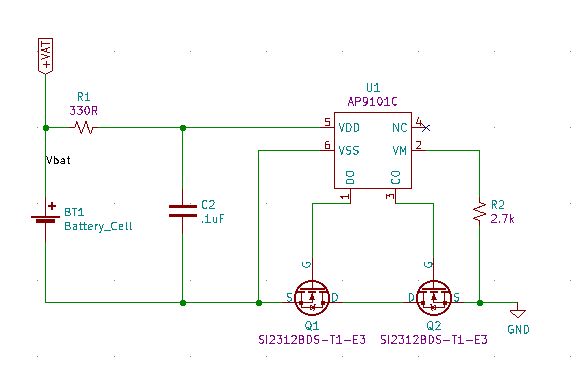 +VAT
R1
330R
U1
AP9101C
5
VDD
NC
4
6
VSS
VM
2
Vbat
DO
CO
1
3
+
BT1
Battery_Cell
C2
.1uF
R2
2.7k
G
G
S
D
D
S
Q1
Q2
GND
SI2312BDS-T1-E3
SI2312BDS-T1-E3